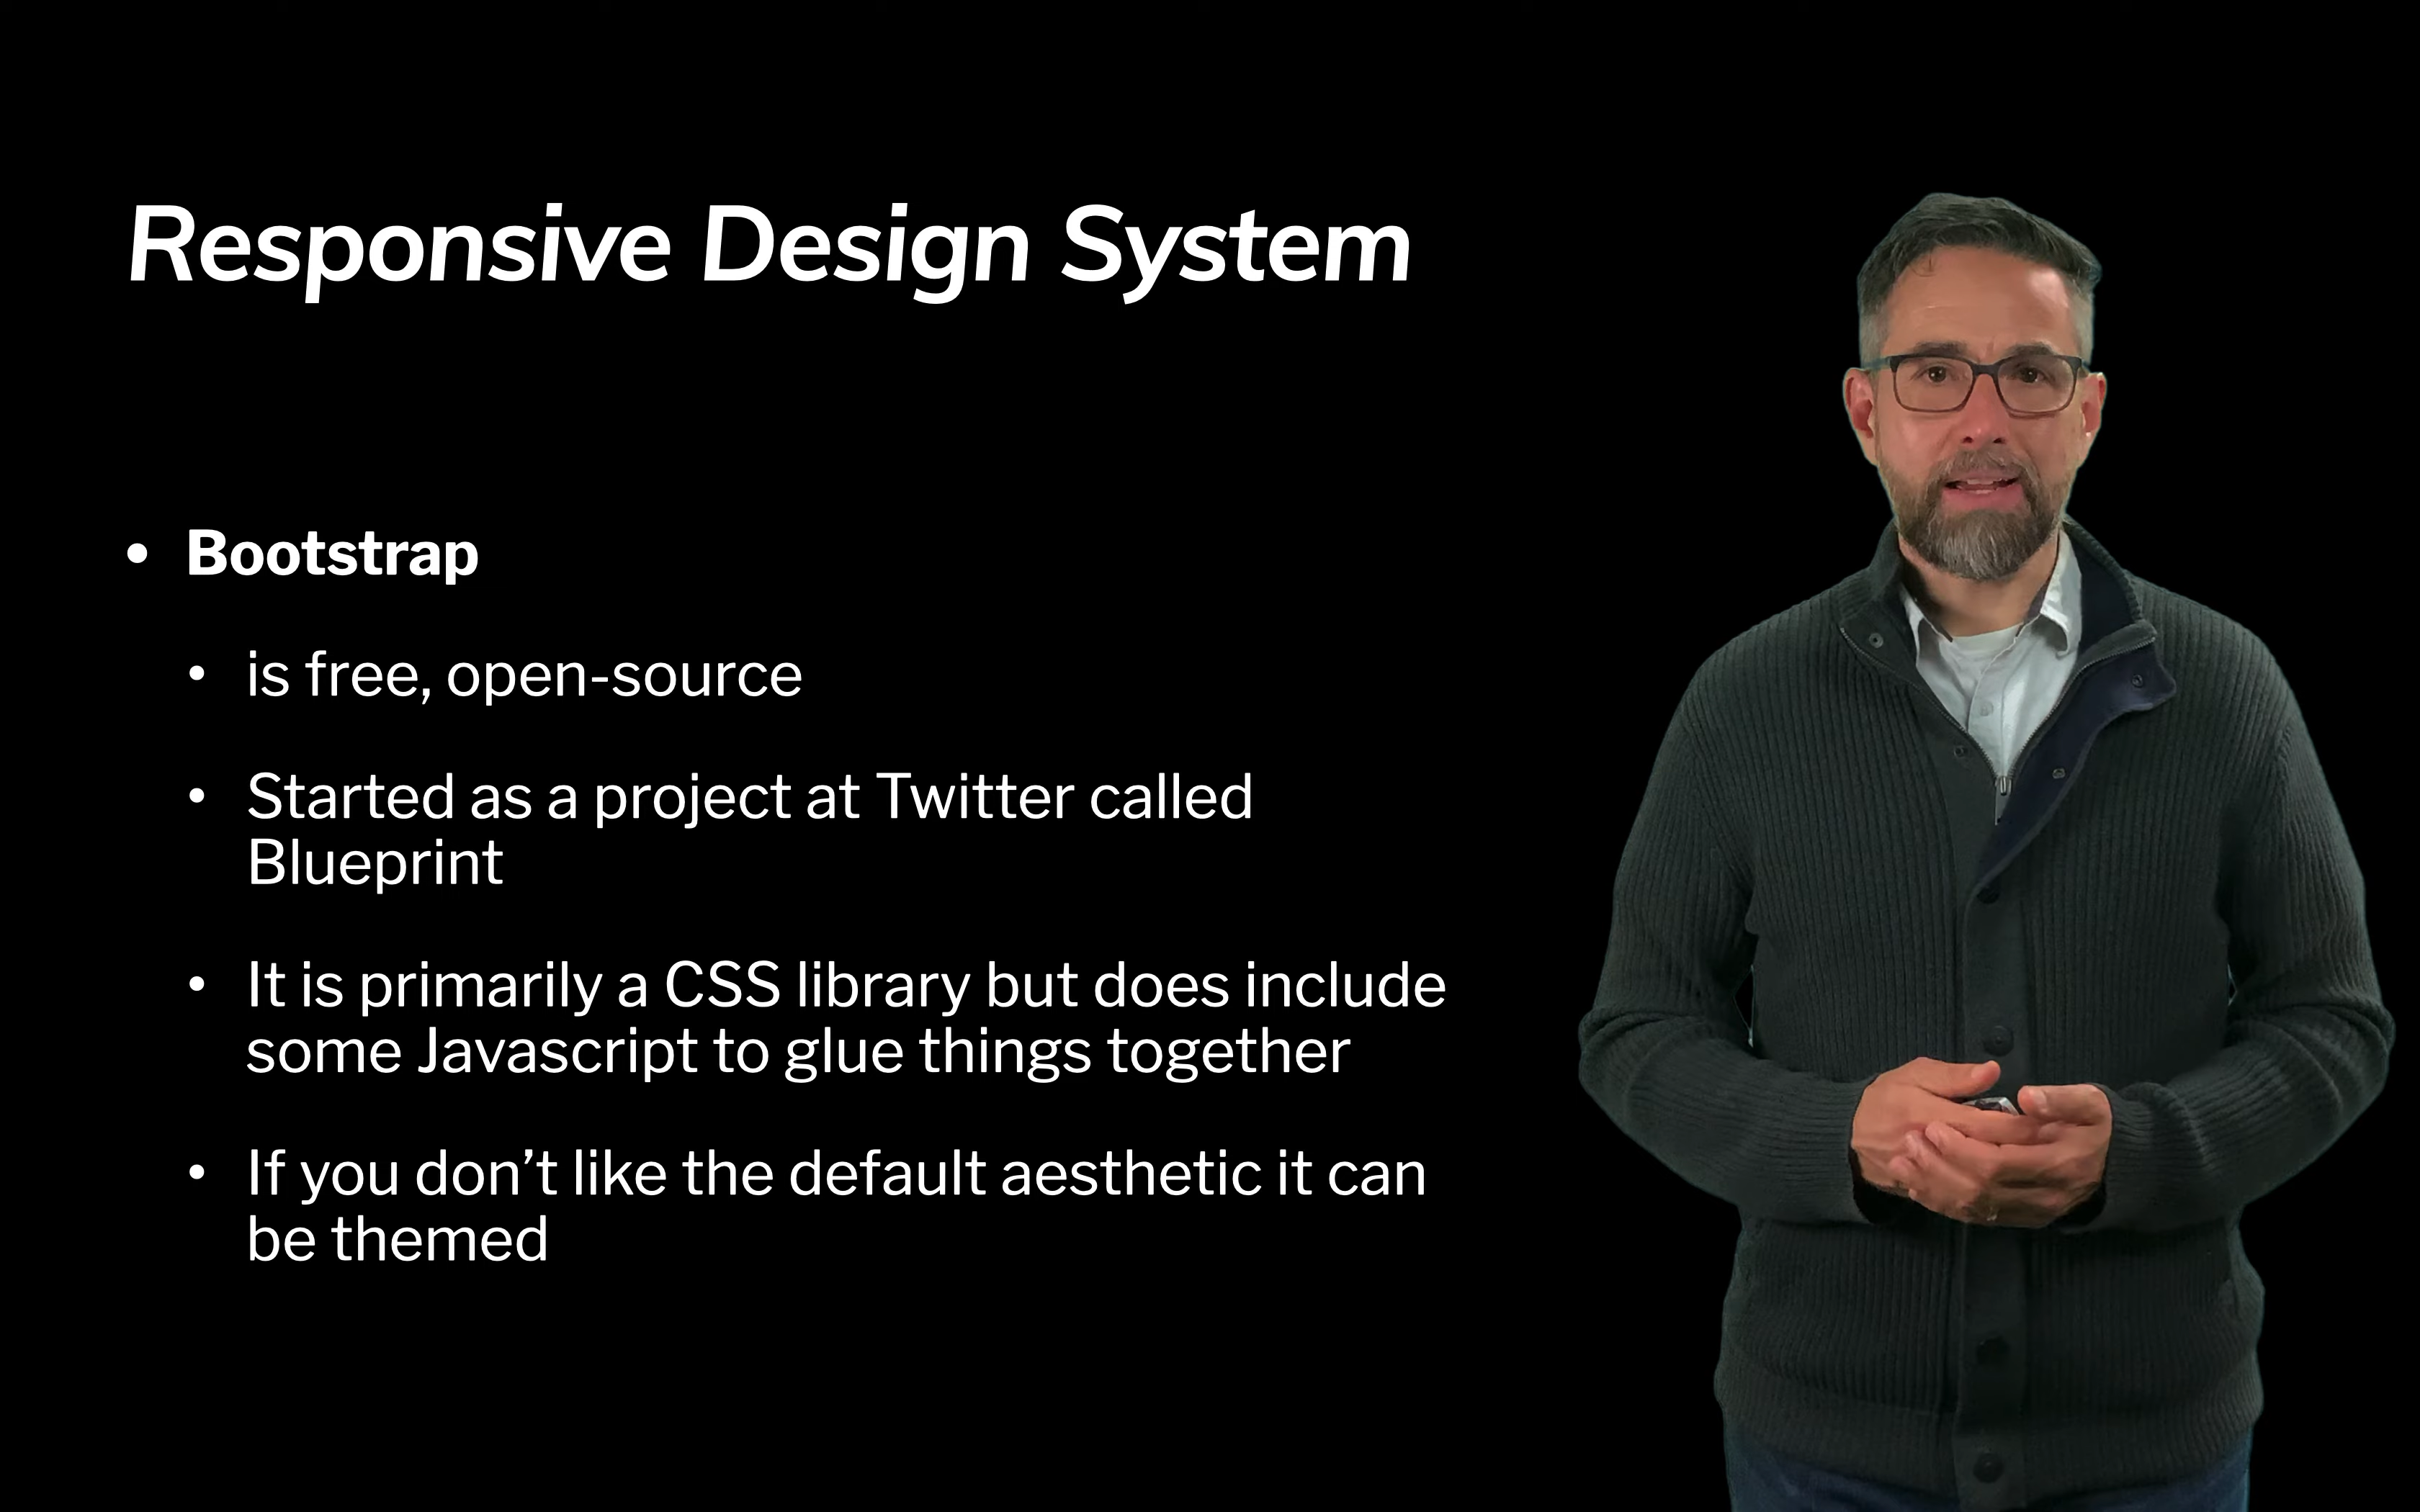 Responsive Design System
• Bootstrap
• is free, open-source
• Started as a project at Twitter called
Blueprint
• It is primarily a CSS library but does include
some Javascript to glue things together
• If you don’t like the default aesthetic it can
be themed